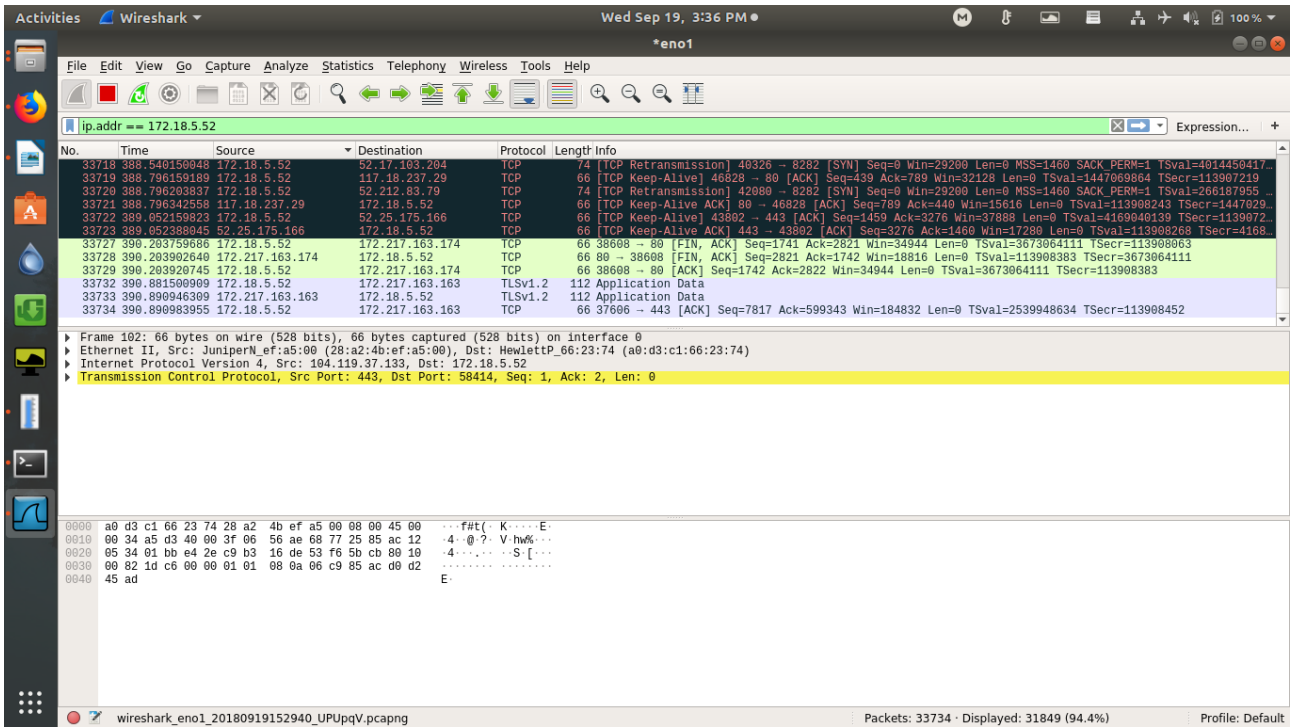 Activities Wireshark Wed Sep 19, 3:36 PM 100 %
*eno1
File Edit View Go Capture Analyze Statistics Telephony Wireless Tools Help
ip.addr == 172.18.5.52 Expression... +
No. Time Source Destination Protocol Length Info
33718 388.540150048 172.18.5.52 52.17.103.204 TCP 74 [TCP Retransmission] 40326 → 8282 [SYN] Seq=0 Win=29200 Len=0 MSS=1460 SACK_PERM=1 TSval=4014450417…
33719 388.796159189 172.18.5.52 117.18.237.29 TCP 66 [TCP Keep-Alive] 46828 → 80 [ACK] Seq=439 Ack=789 Win=32128 Len=0 TSval=1447069864 TSecr=113907219
33720 388.796203837 172.18.5.52 52.212.83.79 TCP 74 [TCP Retransmission] 42080 → 8282 [SYN] Seq=0 Win=29200 Len=0 MSS=1460 SACK_PERM=1 TSval=266187955 …
33721 388.796342558 117.18.237.29 172.18.5.52 TCP 66 [TCP Keep-Alive ACK] 80 → 46828 [ACK] Seq=789 Ack=440 Win=15616 Len=0 TSval=113908243 TSecr=1447029…
33722 389.052159823 172.18.5.52 52.25.175.166 TCP 66 [TCP Keep-Alive] 43802 → 443 [ACK] Seq=1459 Ack=3276 Win=37888 Len=0 TSval=4169040139 TSecr=1139072…
33723 389.052388045 52.25.175.166 172.18.5.52 TCP 66 [TCP Keep-Alive ACK] 443 → 43802 [ACK] Seq=3276 Ack=1460 Win=17280 Len=0 TSval=113908268 TSecr=4168…
33727 390.203759686 172.18.5.52 172.217.163.174 TCP 66 38608 → 80 [FIN, ACK] Seq=1741 Ack=2821 Win=34944 Len=0 TSval=3673064111 TSecr=113908063
33728 390.203902640 172.217.163.174 172.18.5.52 TCP 66 80 → 38608 [FIN, ACK] Seq=2821 Ack=1742 Win=18816 Len=0 TSval=113908383 TSecr=3673064111
33729 390.203920745 172.18.5.52 172.217.163.174 TCP 66 38608 → 80 [ACK] Seq=1742 Ack=2822 Win=34944 Len=0 TSval=3673064111 TSecr=113908383
33732 390.881500909 172.18.5.52 172.217.163.163 TLSv1.2 112 Application Data
33733 390.890946309 172.217.163.163 172.18.5.52 TLSv1.2 112 Application Data
33734 390.890983955 172.18.5.52 172.217.163.163 TCP 66 37606 → 443 [ACK] Seq=7817 Ack=599343 Win=184832 Len=0 TSval=2539948634 TSecr=113908452
Frame 102: 66 bytes on wire (528 bits), 66 bytes captured (528 bits) on interface 0
Ethernet II, Src: JuniperN_ef:a5:00 (28:a2:4b:ef:a5:00), Dst: HewlettP_66:23:74 (a0:d3:c1:66:23:74)
Internet Protocol Version 4, Src: 104.119.37.133, Dst: 172.18.5.52
Transmission Control Protocol, Src Port: 443, Dst Port: 58414, Seq: 1, Ack: 2, Len: 0
0000 a0 d3 c1 66 23 74 28 a2 4b ef a5 00 08 00 45 00 ···f#t(· K·····E·
0010 00 34 a5 d3 40 00 3f 06 56 ae 68 77 25 85 ac 12 ·4··@·?· V·hw%···
0020 05 34 01 bb e4 2e c9 b3 16 de 53 f6 5b cb 80 10 ·4···.·· ··S·[···
0030 00 82 1d c6 00 00 01 01 08 0a 06 c9 85 ac d0 d2 ········ ········
0040 45 ad E·
wireshark_eno1_20180919152940_UPUpqV.pcapng Packets: 33734 · Displayed: 31849 (94.4%) Profile: Default